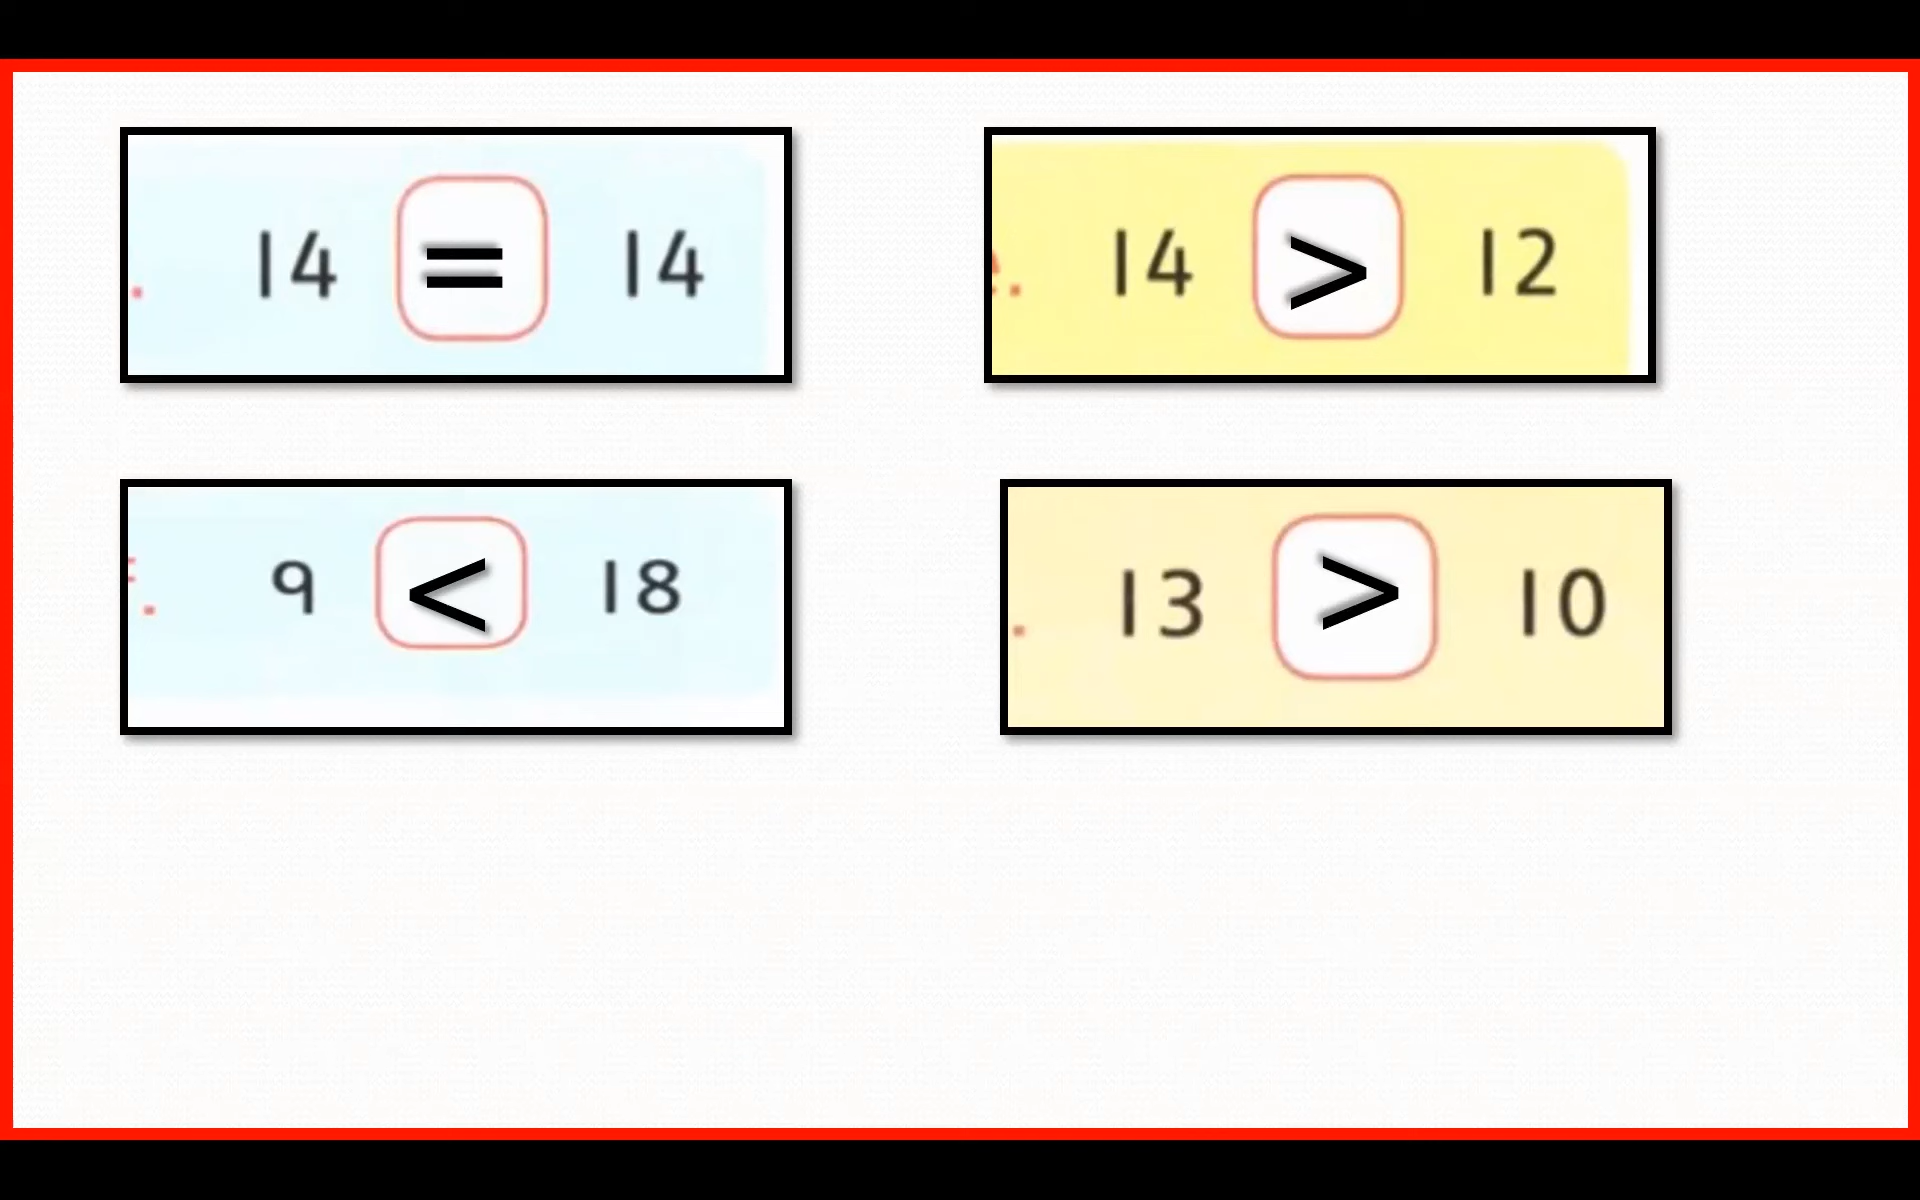 . 14 = 14
. 14 > 12
. 9 < 18
. 13 > 10